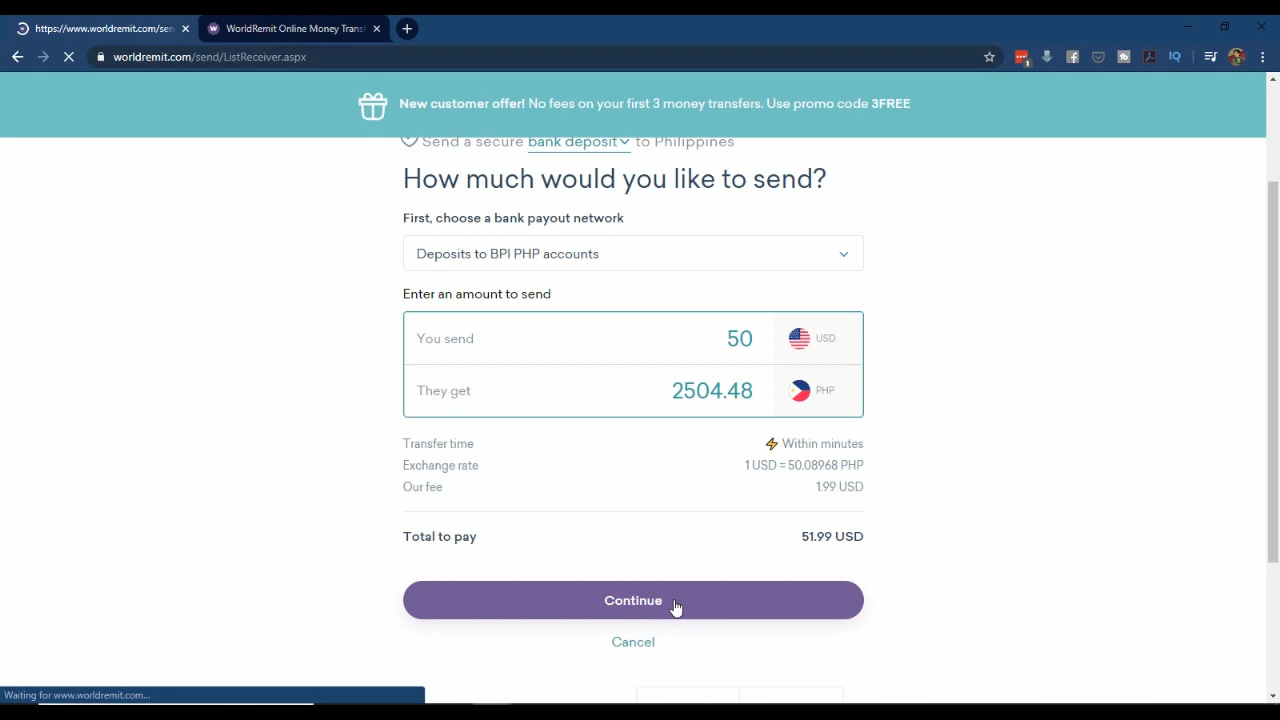 https://www.worldremit.com/sen
WorldRemit Online Money Trans
worldremit.com/send/ListReceiver.aspx
1
IQ
New customer offer! No fees on your first 3 money transfers. Use promo code 3FREE
Send a secure bank deposit to Philippines
How much would you like to send?
First, choose a bank payout network
Deposits to BPI PHP accounts
Enter an amount to send
You send 50 USD
They get 2504.48 PHP
Transfer time Within minutes
Exchange rate 1 USD = 50.08968 PHP
Our fee 1.99 USD
Total to pay 51.99 USD
Continue
Cancel
Waiting for www.worldremit.com...